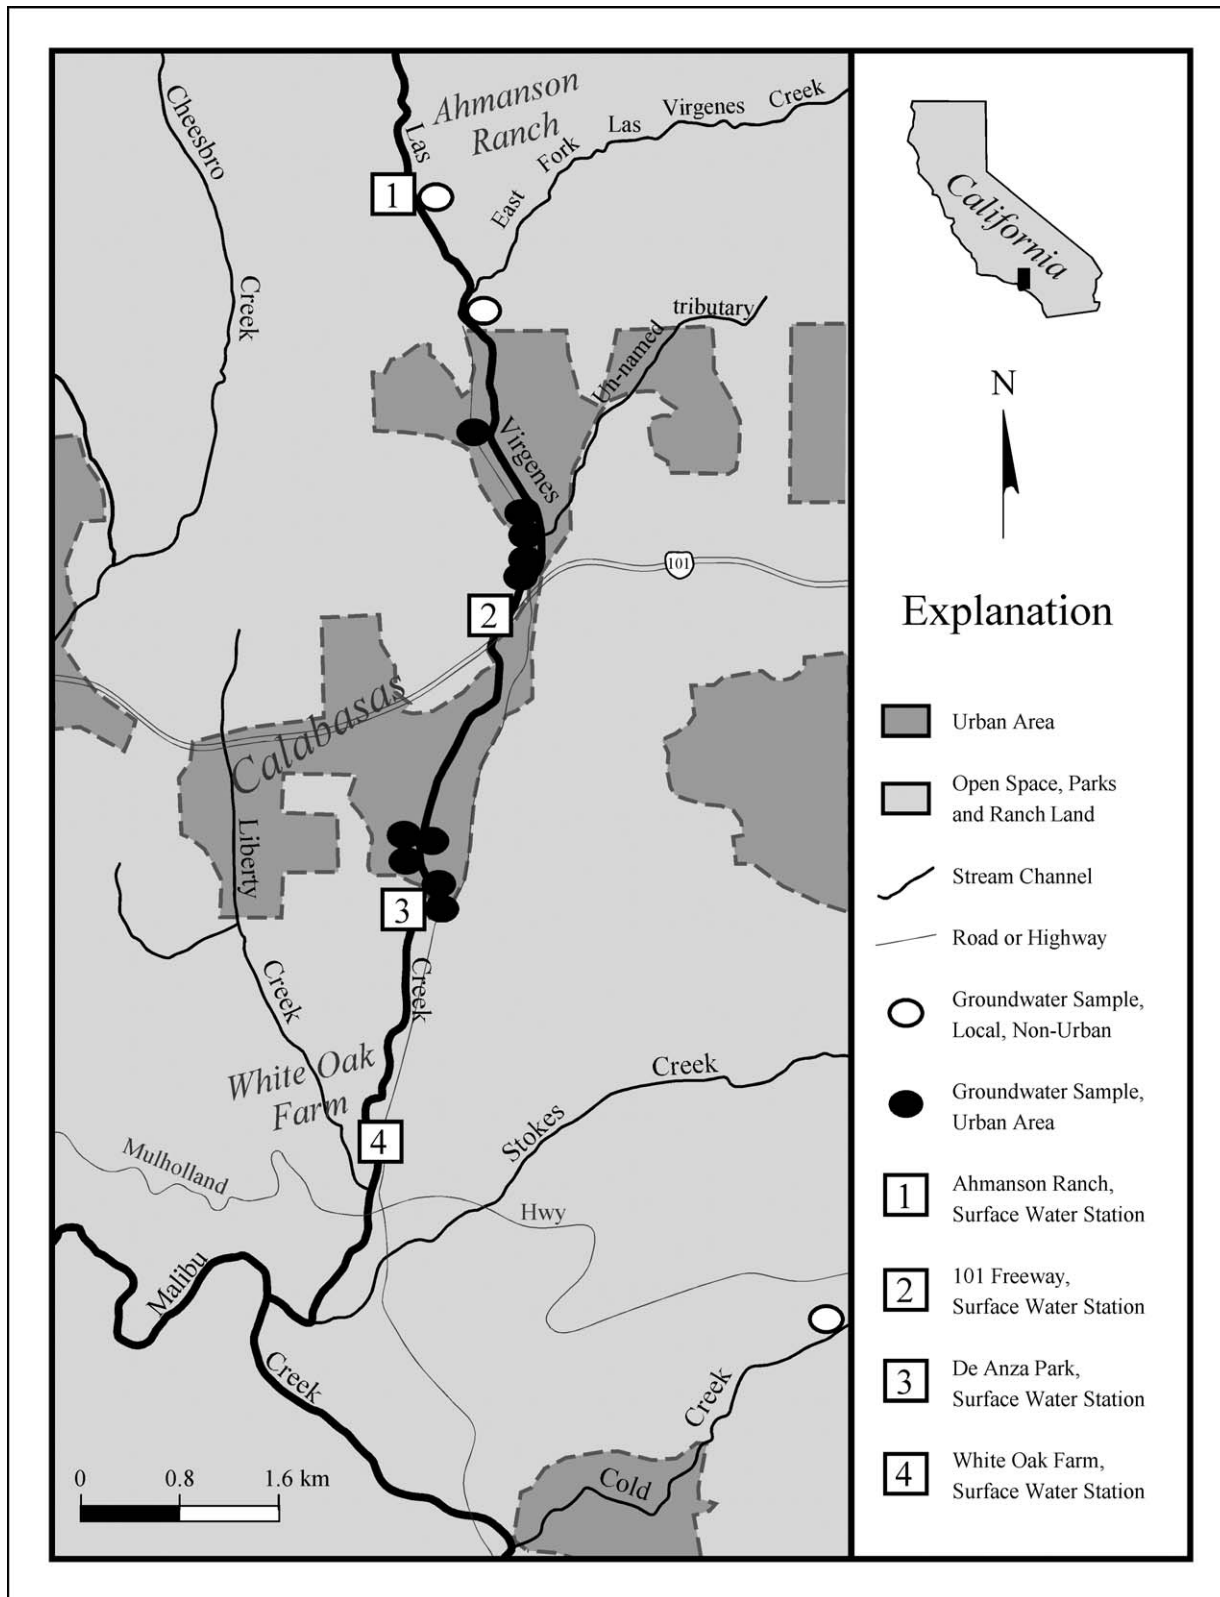 Ahmanson
Ranch
Las
Virgenes
Creek
East
Fork
Las
Virgenes
Creek
Cheesbro
Creek
1
tributary
Un-named
101
2
Calabasas
Liberty
Creek
3
White Oak
Farm
4
Stokes
Creek
Mulholland
Hwy
Malibu
Creek
Cold
Creek
0 0.8 1.6 km
California
N
Explanation
Urban Area
Open Space, Parks
and Ranch Land
Stream Channel
Road or Highway
Groundwater Sample,
Local, Non-Urban
Groundwater Sample,
Urban Area
1
Ahmanson Ranch,
Surface Water Station
2
101 Freeway,
Surface Water Station
3
De Anza Park,
Surface Water Station
4
White Oak Farm,
Surface Water Station